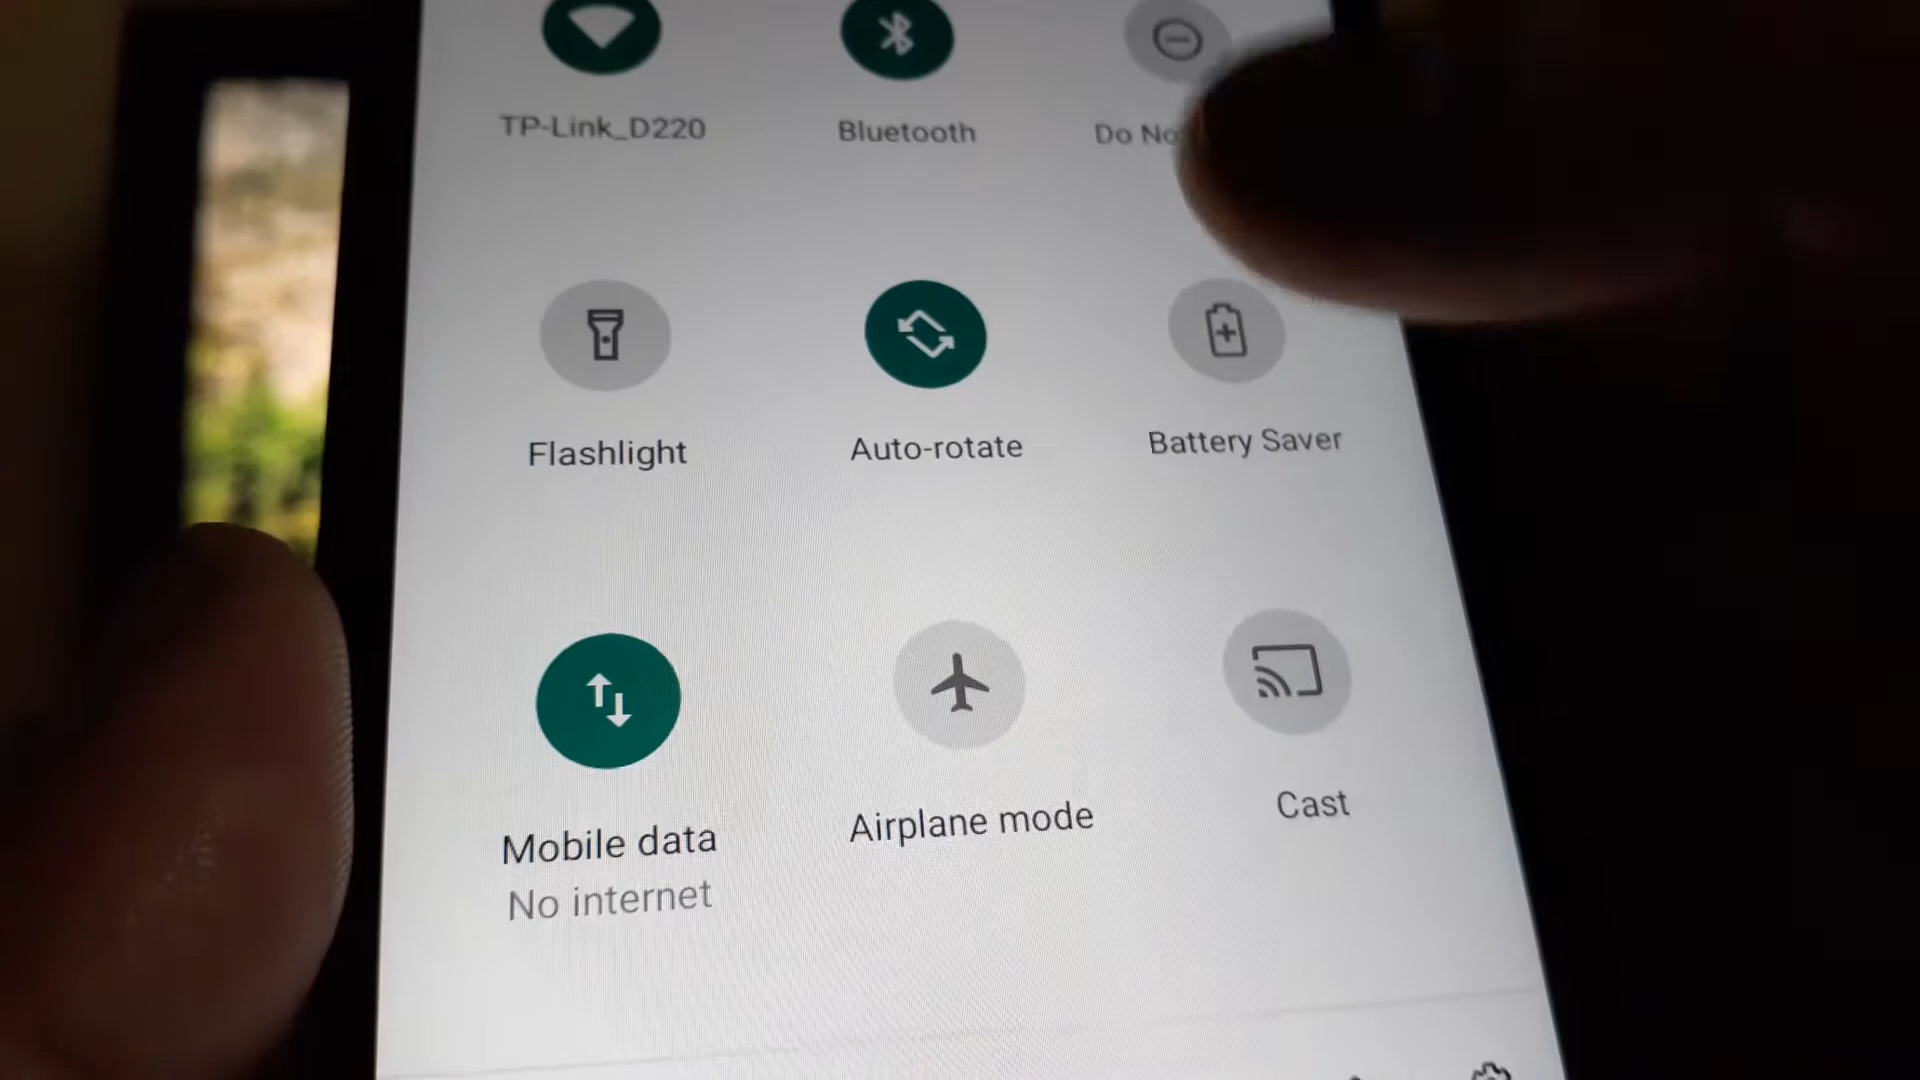 TP-Link_D220
Bluetooth
Do No
Flashlight
Auto-rotate
Battery Saver
Mobile data
No internet
Airplane mode
Cast